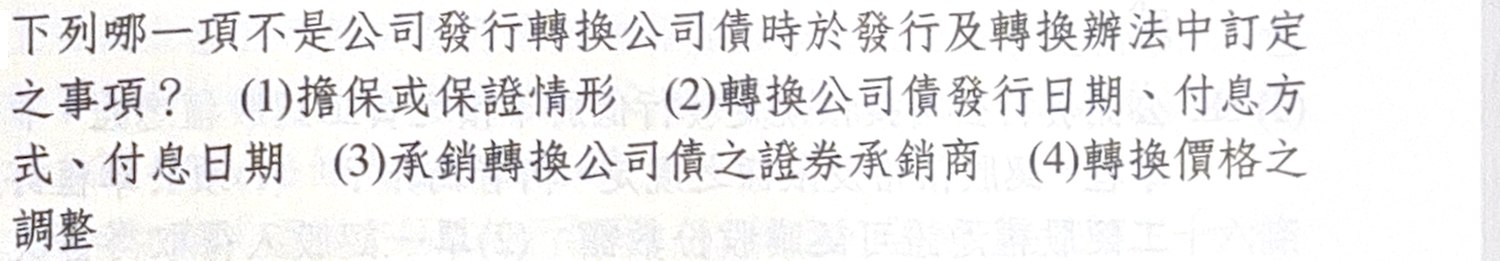 下列哪一項不是公司發行轉換公司債時於發行及轉換辦法中訂定
之事項？ (1)擔保或保證情形 (2)轉換公司債發行日期、付息方
式、付息日期 (3)承銷轉換公司債之證券承銷商 (4)轉換價格之
調整